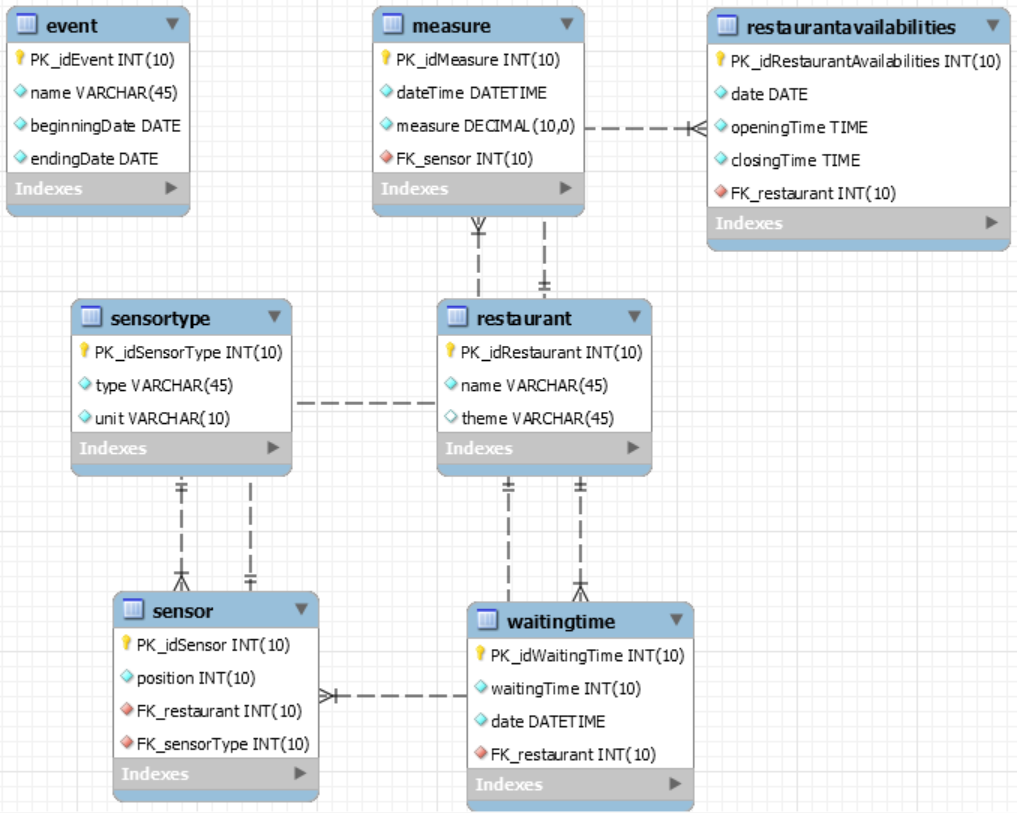 event
PK_idEvent INT(10)
name VARCHAR(45)
beginningDate DATE
endingDate DATE
Indexes
measure
PK_idMeasure INT(10)
dateTime DATETIME
measure DECIMAL(10,0)
FK_sensor INT(10)
Indexes
restaurantavailabilities
PK_idRestaurantAvailabilities INT(10)
date DATE
openingTime TIME
closingTime TIME
FK_restaurant INT(10)
Indexes
sensortype
PK_idSensorType INT(10)
type VARCHAR(45)
unit VARCHAR(10)
Indexes
restaurant
PK_idRestaurant INT(10)
name VARCHAR(45)
theme VARCHAR(45)
Indexes
sensor
PK_idSensor INT(10)
position INT(10)
FK_restaurant INT(10)
FK_sensorType INT(10)
Indexes
waitingtime
PK_idWaitingTime INT(10)
waitingTime INT(10)
date DATETIME
FK_restaurant INT(10)
Indexes